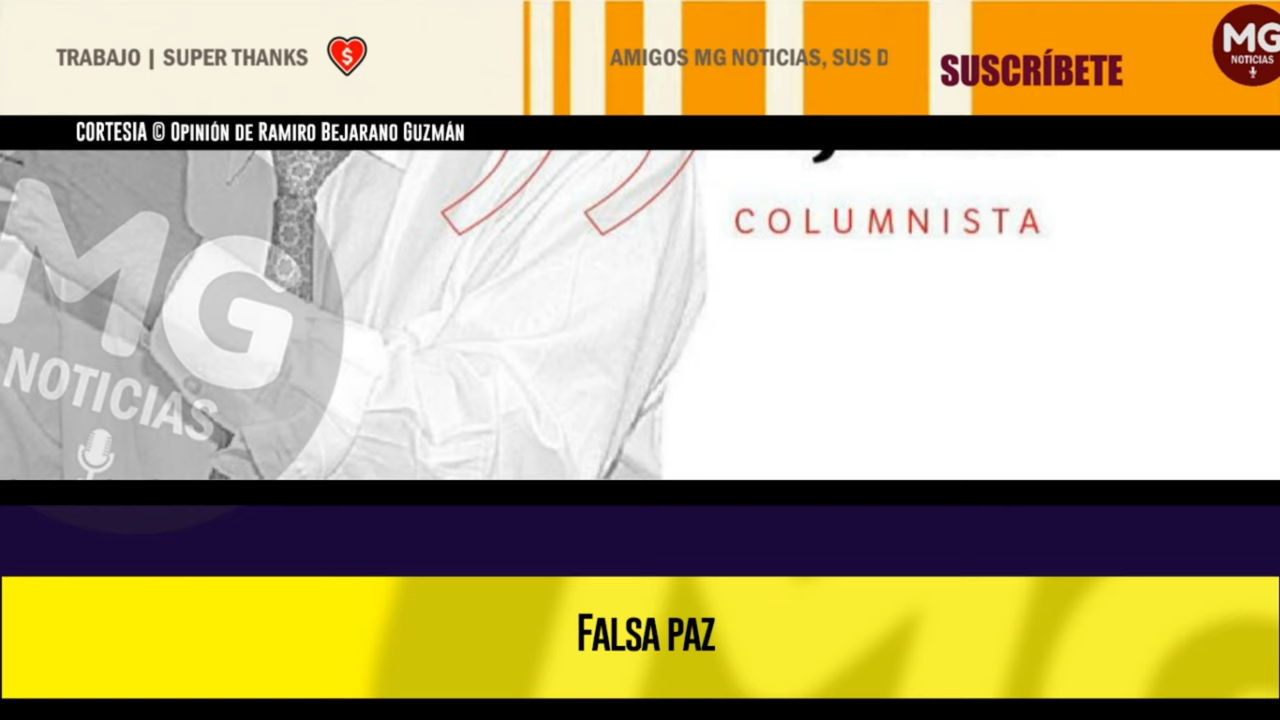 TRABAJO | SUPER THANKS
AMIGOS MG NOTICIAS, SUS D
SUSCRÍBETE
MG
NOTICIAS
CORTESIA © OPINIÓN DE RAMIRO BEJARANO GUZMÁN
COLUMNISTA
MG
NOTICIAS
FALSA PAZ